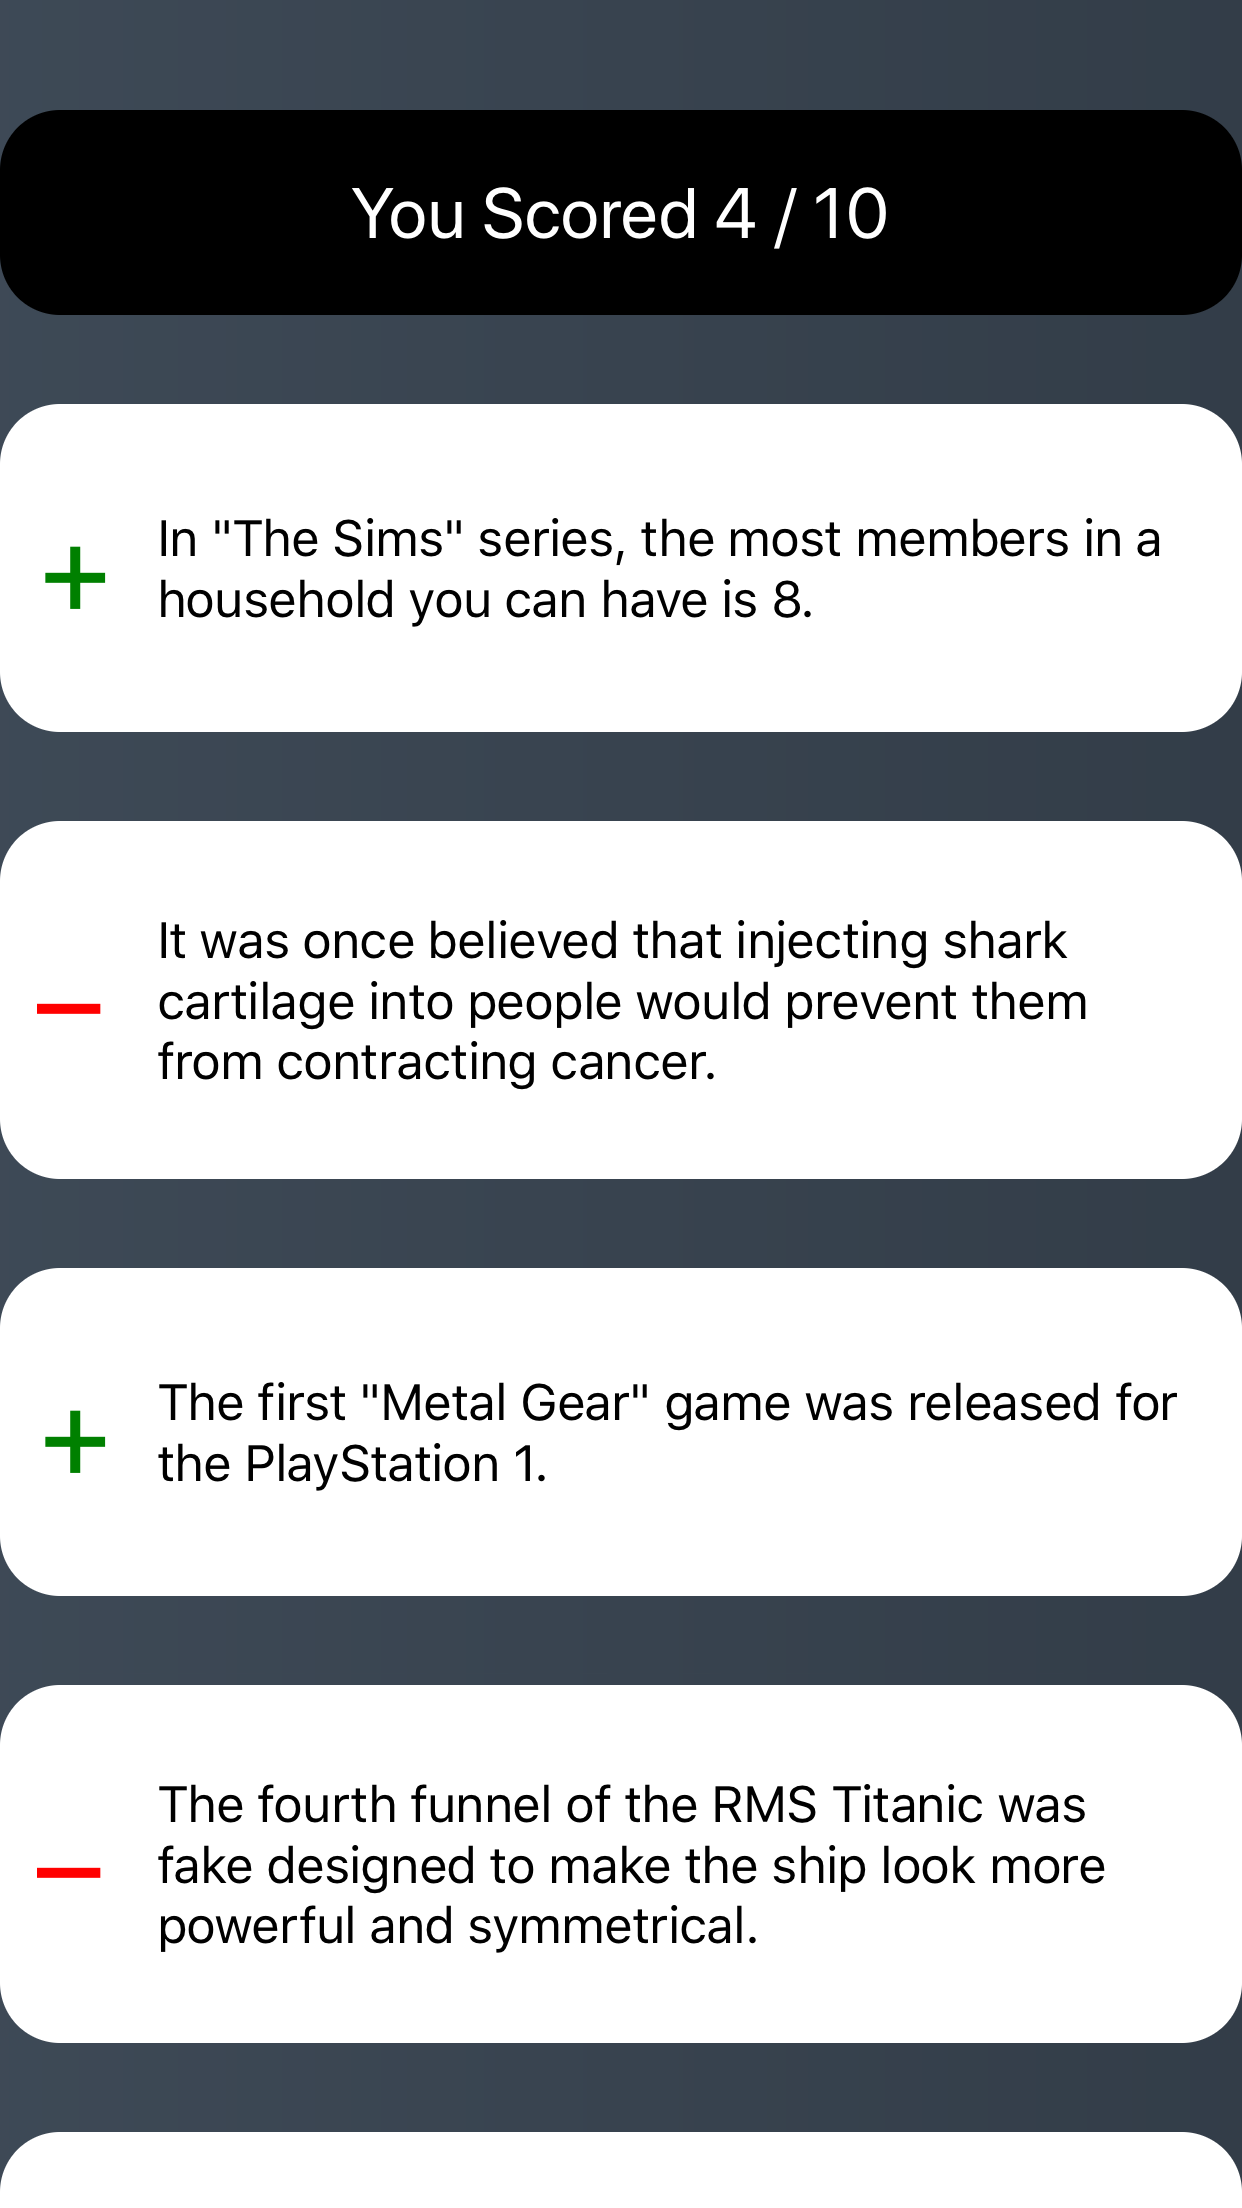 You Scored 4 / 10
In "The Sims" series, the most members in a
household you can have is 8.
It was once believed that injecting shark
cartilage into people would prevent them
from contracting cancer.
The first "Metal Gear" game was released for
the PlayStation 1.
The fourth funnel of the RMS Titanic was
fake designed to make the ship look more
powerful and symmetrical.